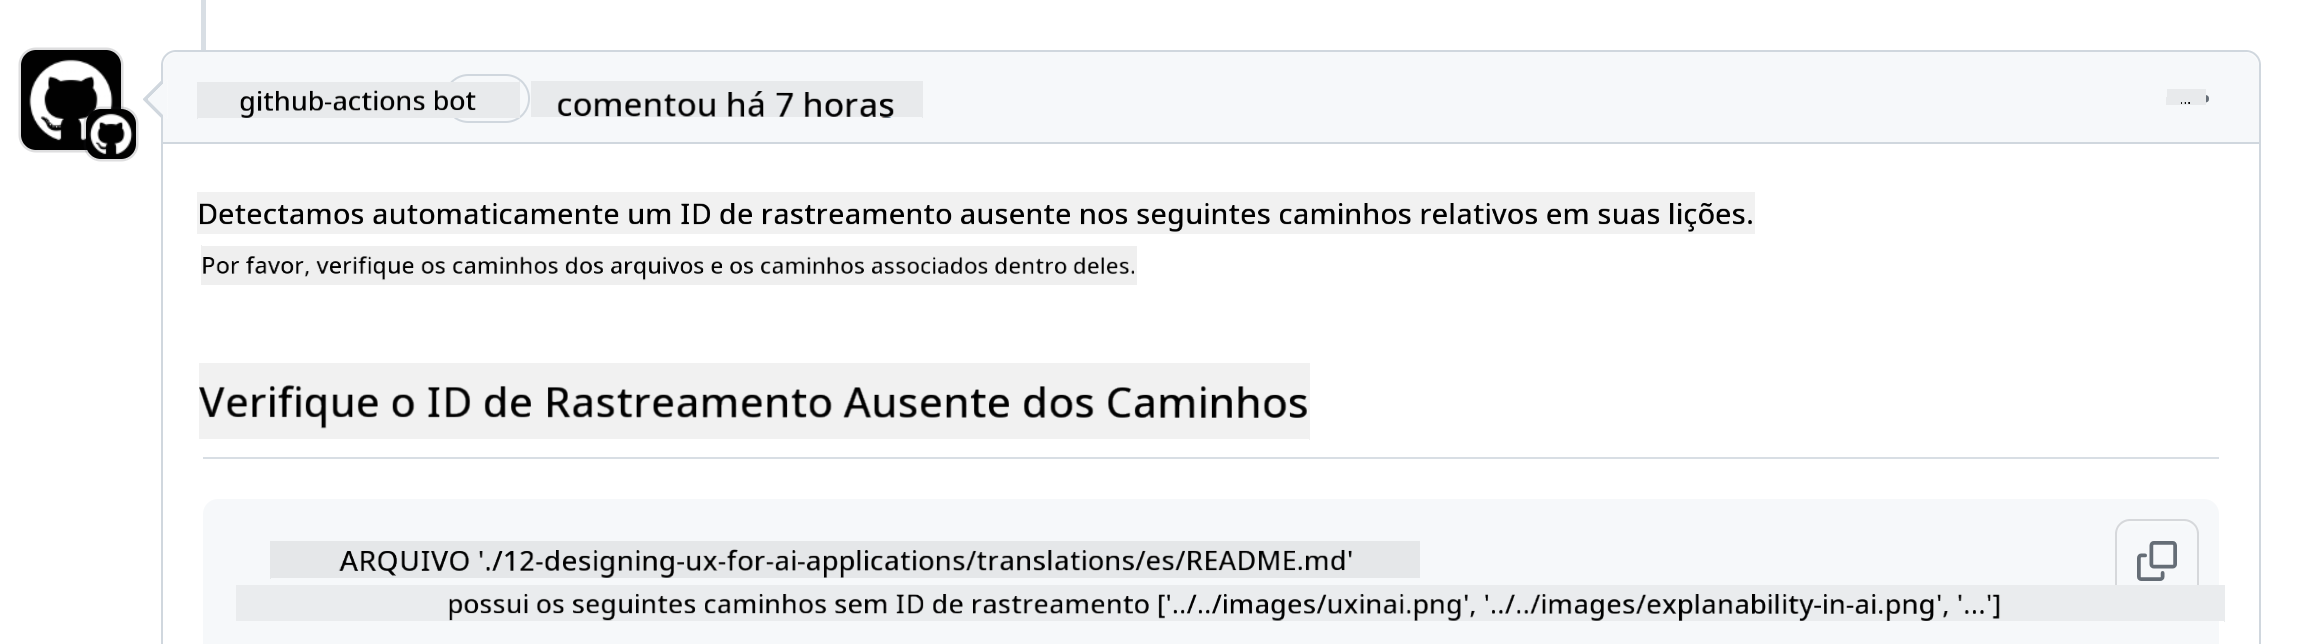 github-actions bot comentou há 7 horas ...
Detectamos automaticamente um ID de rastreamento ausente nos seguintes caminhos relativos em suas lições.
Por favor, verifique os caminhos dos arquivos e os caminhos associados dentro deles.
Verifique o ID de Rastreamento Ausente dos Caminhos
ARQUIVO './12-designing-ux-for-ai-applications/translations/es/README.md'
possui os seguintes caminhos sem ID de rastreamento ['../../images/uxinai.png', '../../images/explanability-in-ai.png', '...']